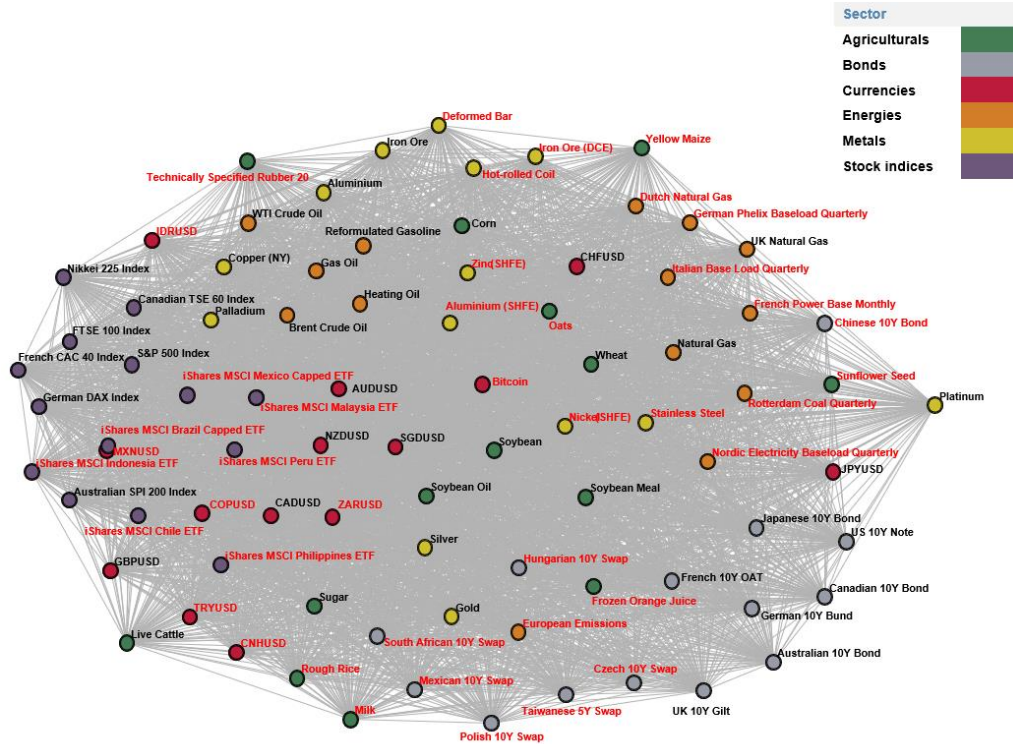 Sector
Agriculturals
Bonds
Currencies
Energies
Metals
Stock indices
Deformed Bar
Iron Ore
Iron Ore (DCE)
Yellow Maize
Technically Specified Rubber 20
Aluminium
Hot-rolled Coil
Dutch Natural Gas
WTI Crude Oil
Corn
German Phelix Baseload Quarterly
IDRUSD
Reformulated Gasoline
UK Natural Gas
Copper (NY)
Gas Oil
Zinc(SHFE)
CHFUSD
Italian Base Load Quarterly
Nikkei 225 Index
Canadian TSE 60 Index
Heating Oil
Aluminium (SHFE)
French Power Base Monthly
Palladium
Brent Crude Oil
Oats
Chinese 10Y Bond
FTSE 100 Index
French CAC 40 Index
S&P 500 Index
Wheat
Natural Gas
iShares MSCI Mexico Capped ETF
AUDUSD
Bitcoin
Sunflower Seed
German DAX Index
iShares MSCI Malaysia ETF
Rotterdam Coal Quarterly
Platinum
Nickel(SHFE)
Stainless Steel
iShares MSCI Brazil Capped ETF
NZDUSD
SGDUSD
Soybean
MXNUSD
iShares MSCI Peru ETF
Nordic Electricity Baseload Quarterly
iShares MSCI Indonesia ETF
JPYUSD
Australian SPI 200 Index
Soybean Oil
Soybean Meal
COPUSD
CADUSD
ZARUSD
iShares MSCI Chile ETF
Japanese 10Y Bond
US 10Y Note
Silver
GBPUSD
iShares MSCI Philippines ETF
Hungarian 10Y Swap
French 10Y OAT
Canadian 10Y Bond
Frozen Orange Juice
TRYUSD
Sugar
Gold
European Emissions
German 10Y Bund
Live Cattle
South African 10Y Swap
CNHUSD
Australian 10Y Bond
Rough Rice
Mexican 10Y Swap
Czech 10Y Swap
Milk
Taiwanese 5Y Swap
UK 10Y Gilt
Polish 10Y Swap